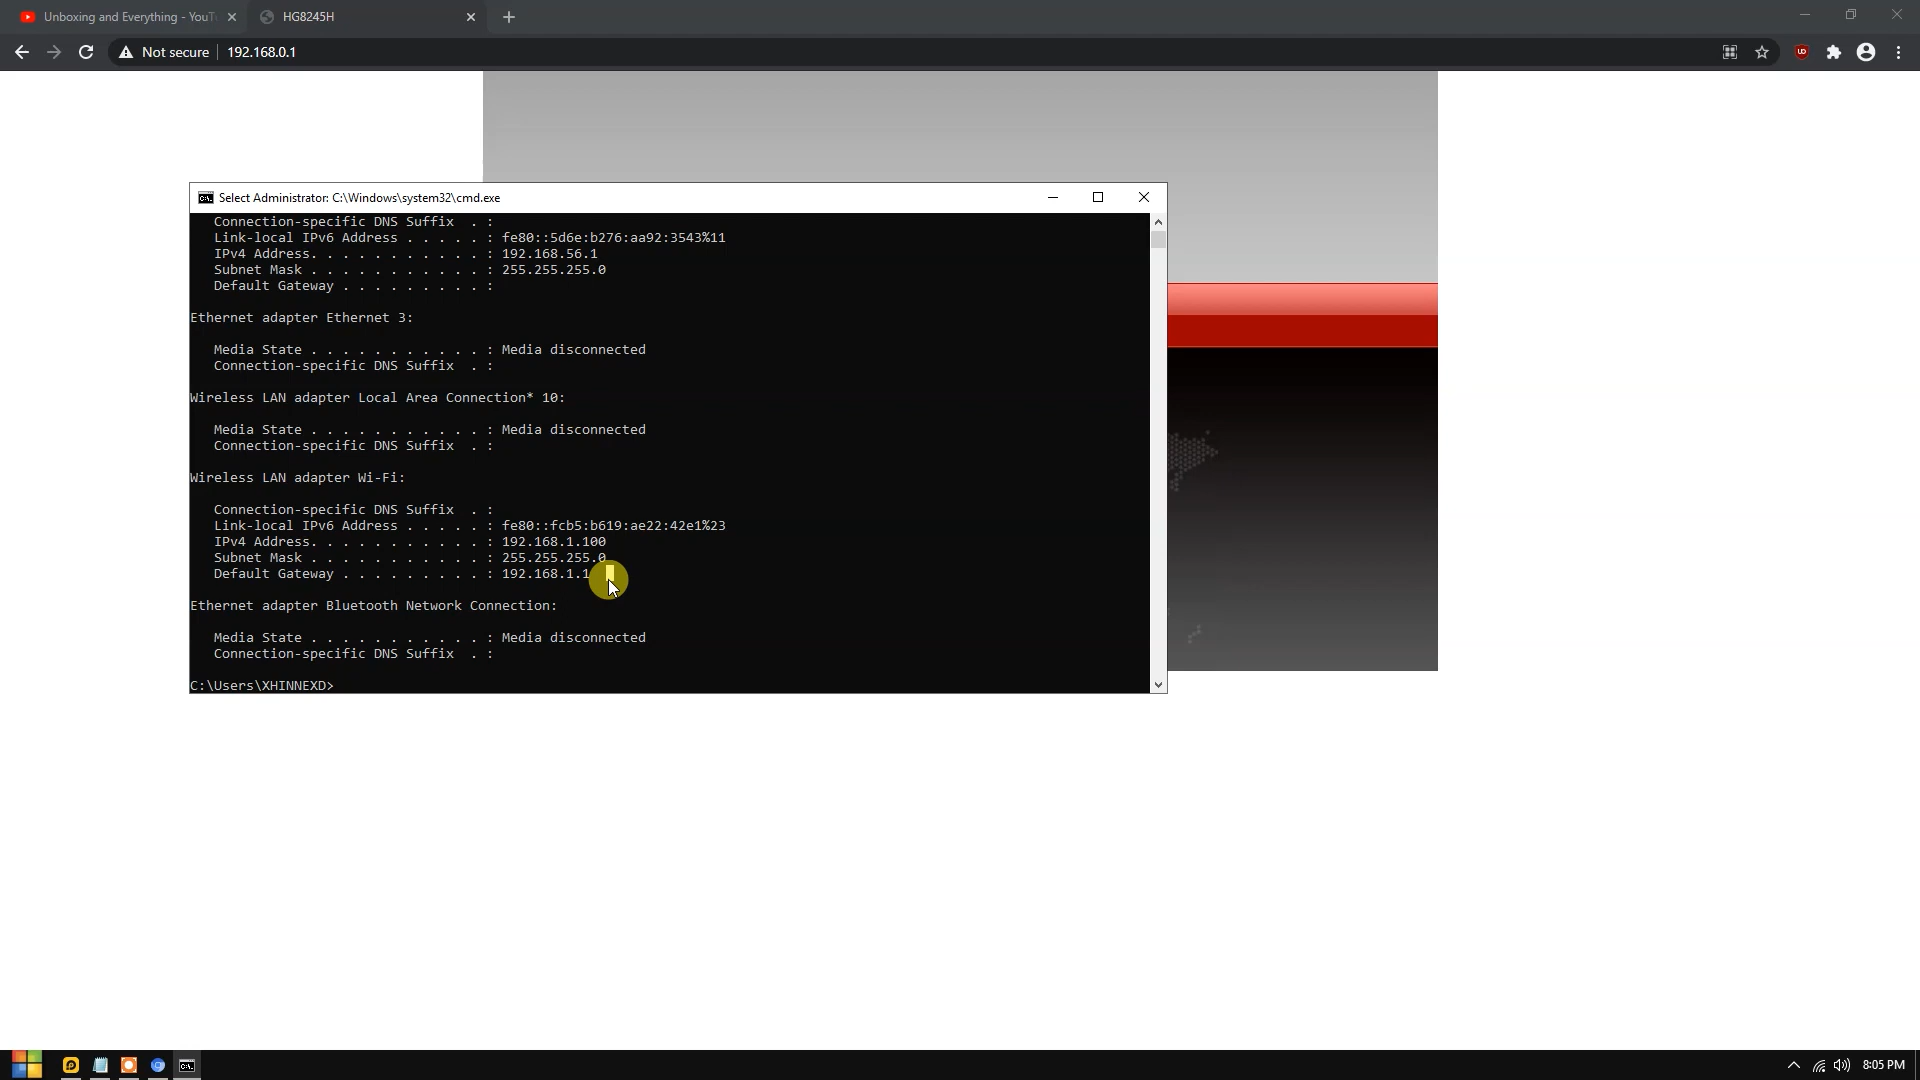 Unboxing and Everything - YouT
HG8245H
Not secure
192.168.0.1
Select Administrator: C:\Windows\system32\cmd.exe
Connection-specific DNS Suffix . :
Link-local IPv6 Address . . . . . : fe80::5d6e:b276:aa92:3543%11
IPv4 Address. . . . . . . . . . . : 192.168.56.1
Subnet Mask . . . . . . . . . . . : 255.255.255.0
Default Gateway . . . . . . . . . :
Ethernet adapter Ethernet 3:
Media State . . . . . . . . . . . : Media disconnected
Connection-specific DNS Suffix . :
Wireless LAN adapter Local Area Connection* 10:
Media State . . . . . . . . . . . : Media disconnected
Connection-specific DNS Suffix . :
Wireless LAN adapter Wi-Fi:
Connection-specific DNS Suffix . :
Link-local IPv6 Address . . . . . : fe80::fcb5:b619:ae22:42e1%23
IPv4 Address. . . . . . . . . . . : 192.168.1.100
Subnet Mask . . . . . . . . . . . : 255.255.255.0
Default Gateway . . . . . . . . . : 192.168.1.1
Ethernet adapter Bluetooth Network Connection:
Media State . . . . . . . . . . . : Media disconnected
Connection-specific DNS Suffix . :
C:\Users\XHINNEXD>
8:05 PM